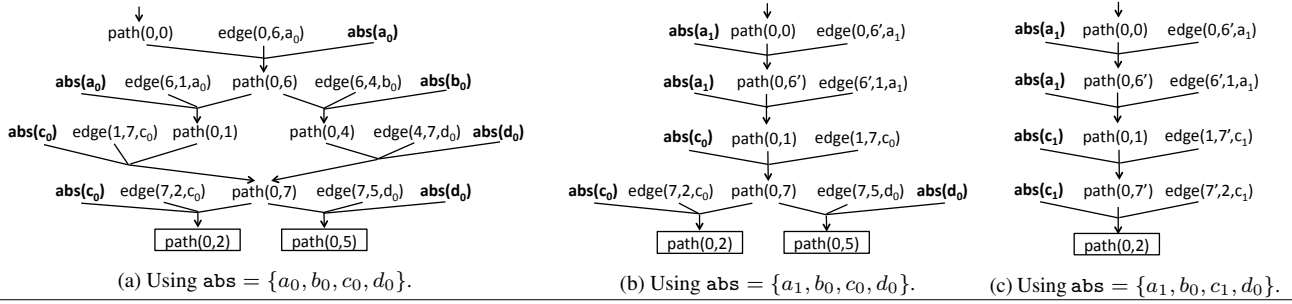 path(0,0) edge(0,6,a₀) abs(a₀)
abs(a₀) edge(6,1,a₀) path(0,6) edge(6,4,b₀) abs(b₀)
abs(c₀) edge(1,7,c₀) path(0,1) path(0,4) edge(4,7,d₀) abs(d₀)
abs(c₀) edge(7,2,c₀) path(0,7) edge(7,5,d₀) abs(d₀)
path(0,2) path(0,5)
(a) Using abs = {a₀, b₀, c₀, d₀}.
abs(a₁) path(0,0) edge(0,6',a₁)
abs(a₁) path(0,6') edge(6',1,a₁)
abs(c₀) path(0,1) edge(1,7,c₀)
abs(c₀) edge(7,2,c₀) path(0,7) edge(7,5,d₀) abs(d₀)
path(0,2) path(0,5)
(b) Using abs = {a₁, b₀, c₀, d₀}.
abs(a₁) path(0,0) edge(0,6',a₁)
abs(a₁) path(0,6') edge(6',1,a₁)
abs(c₁) path(0,1) edge(1,7',c₁)
abs(c₁) path(0,7') edge(7',2,c₁)
path(0,2)
(c) Using abs = {a₁, b₀, c₁, d₀}.